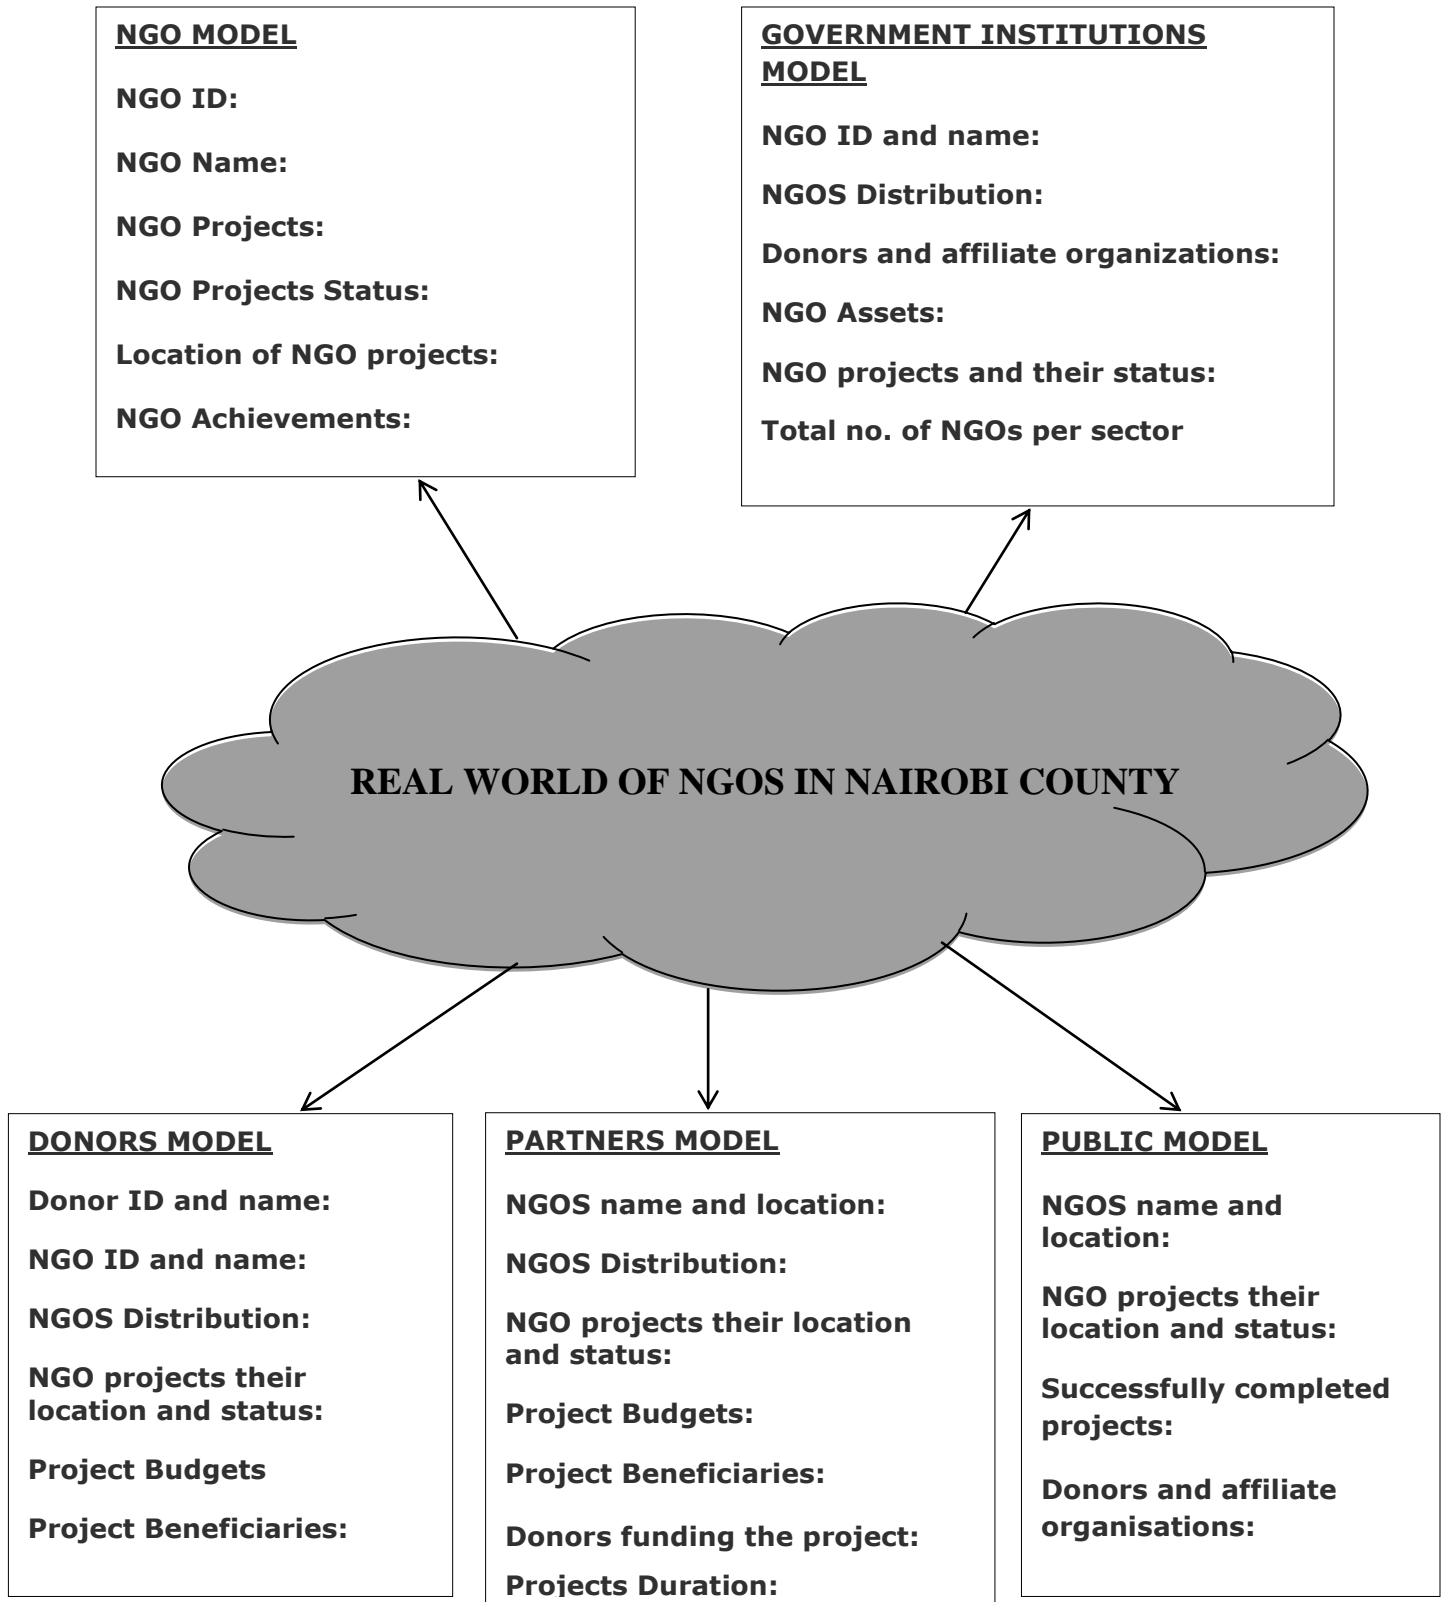 NGO MODEL
NGO ID:
NGO Name:
NGO Projects:
NGO Projects Status:
Location of NGO projects:
NGO Achievements:
GOVERNMENT INSTITUTIONS
MODEL
NGO ID and name:
NGOS Distribution:
Donors and affiliate organizations:
NGO Assets:
NGO projects and their status:
Total no. of NGOs per sector
REAL WORLD OF NGOS IN NAIROBI COUNTY
DONORS MODEL
Donor ID and name:
NGO ID and name:
NGOS Distribution:
NGO projects their
location and status:
Project Budgets
Project Beneficiaries:
PARTNERS MODEL
NGOS name and location:
NGOS Distribution:
NGO projects their location
and status:
Project Budgets:
Project Beneficiaries:
Donors funding the project:
Projects Duration:
PUBLIC MODEL
NGOS name and
location:
NGO projects their
location and status:
Successfully completed
projects:
Donors and affiliate
organisations: